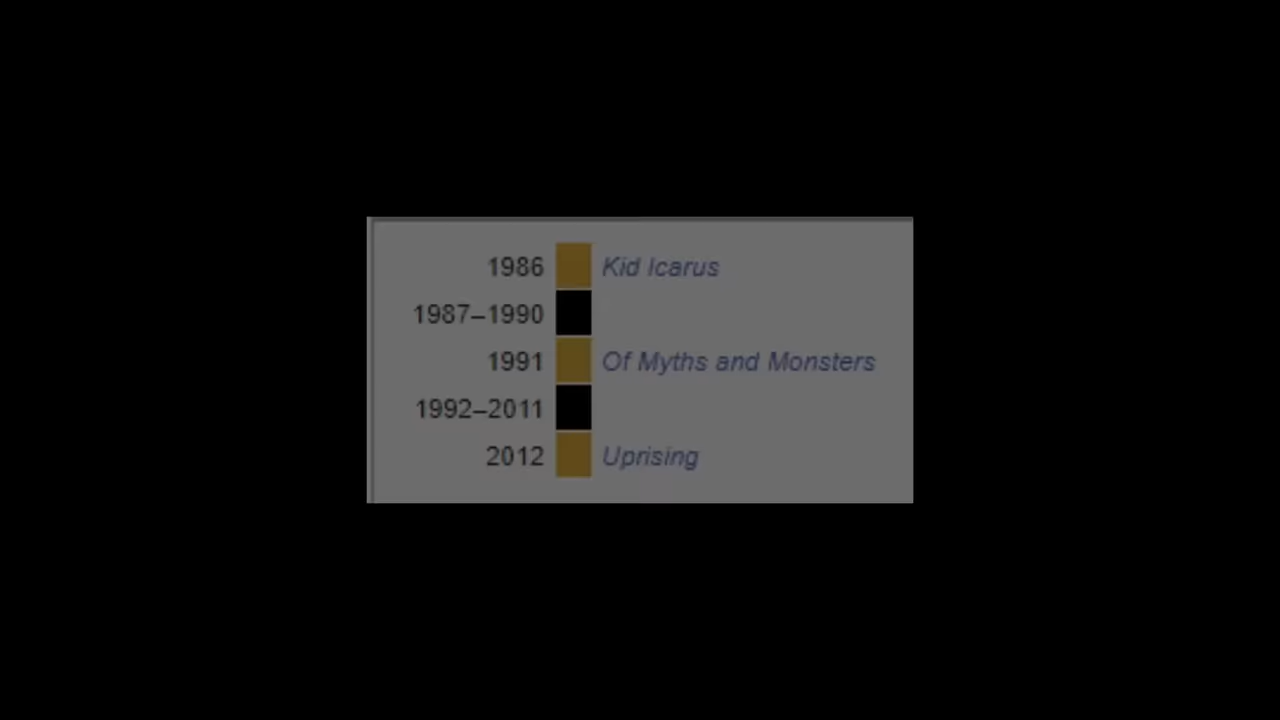 1986 Kid Icarus
1987–1990
1991 Of Myths and Monsters
1992–2011
2012 Uprising